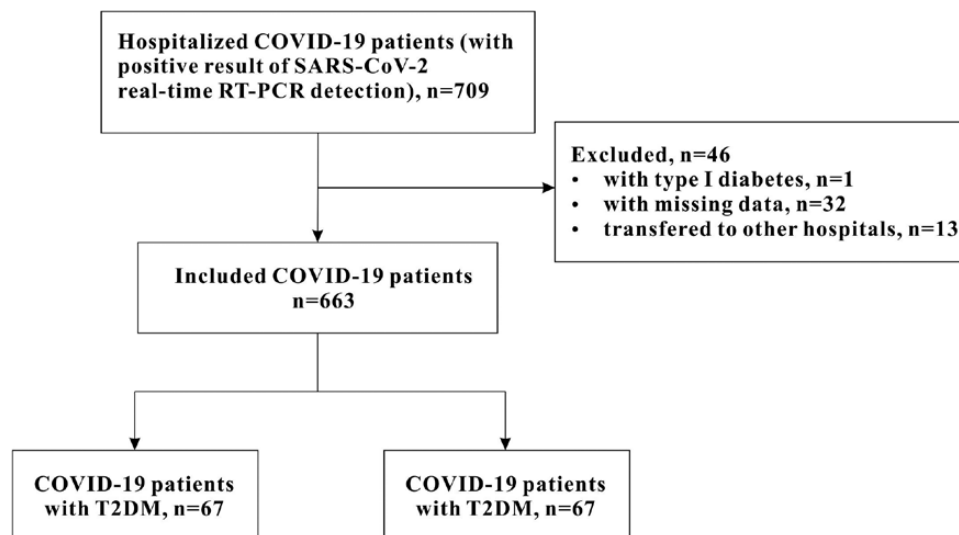 Hospitalized COVID-19 patients (with
positive result of SARS-CoV-2
real-time RT-PCR detection), n=709
Excluded, n=46
• with type I diabetes, n=1
• with missing data, n=32
• transfered to other hospitals, n=13
Included COVID-19 patients
n=663
COVID-19 patients
with T2DM, n=67
COVID-19 patients
with T2DM, n=67